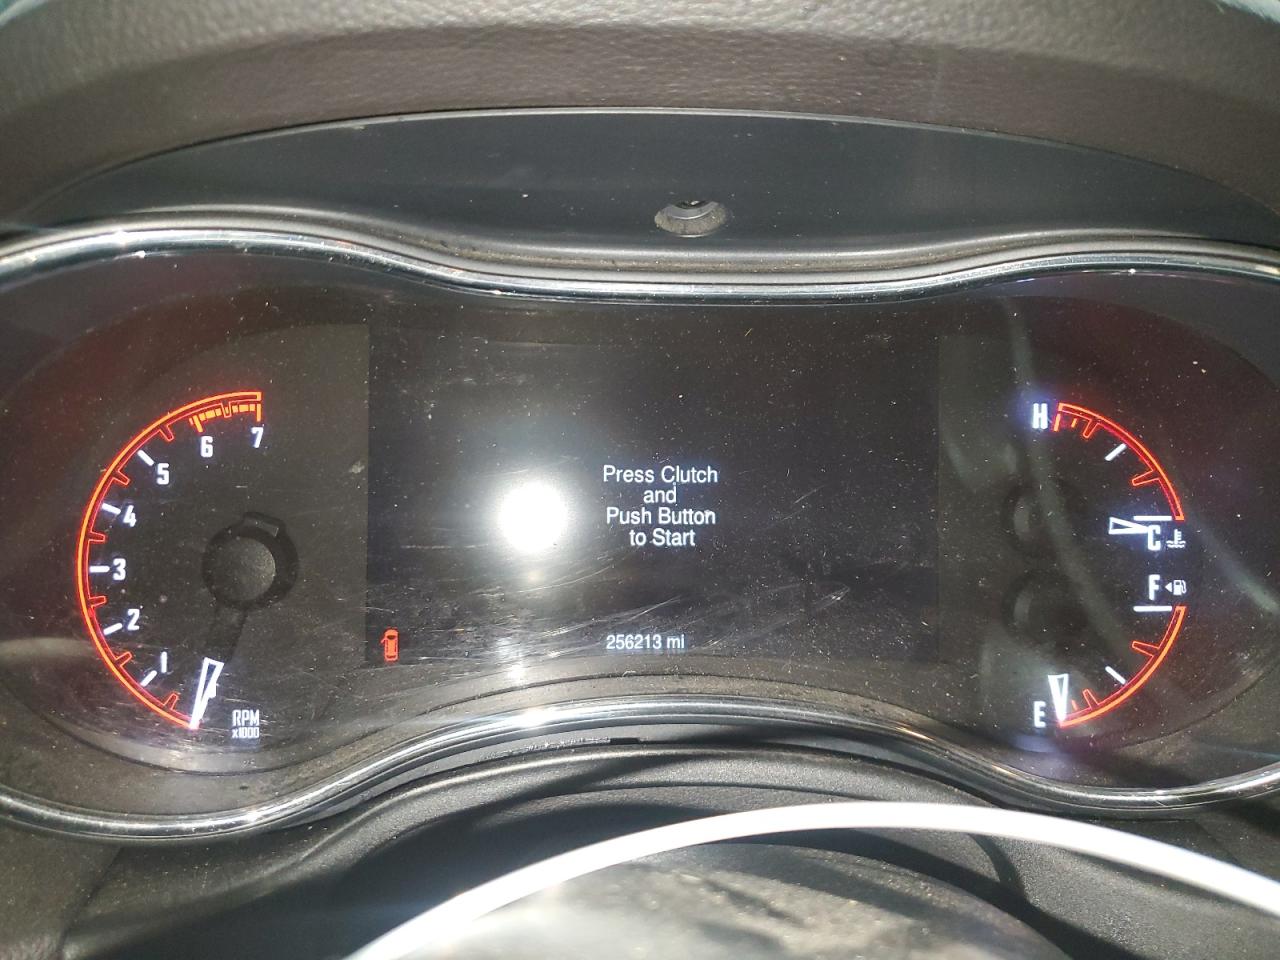 Press Clutch
and
Push Button
to Start
256213 mi
7
6
5
4
3
2
1
RPM
x1000
H
C
F
E